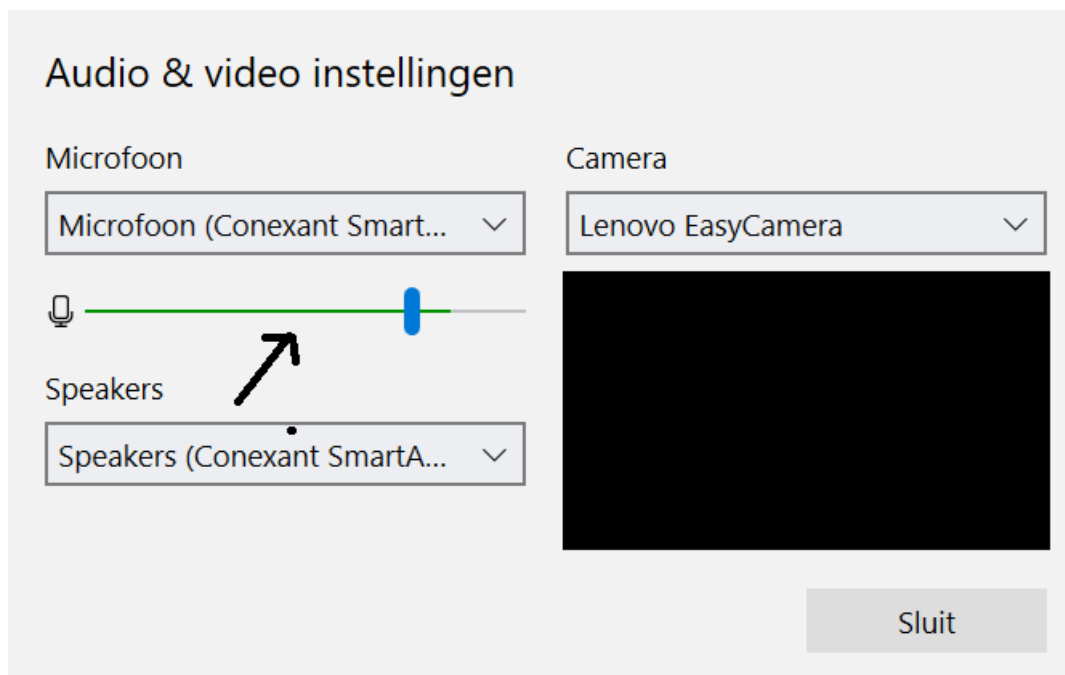 Audio & video instellingen
Microfoon
Microfoon (Conexant Smart...
Speakers
Speakers (Conexant SmartA...
Camera
Lenovo EasyCamera
Sluit